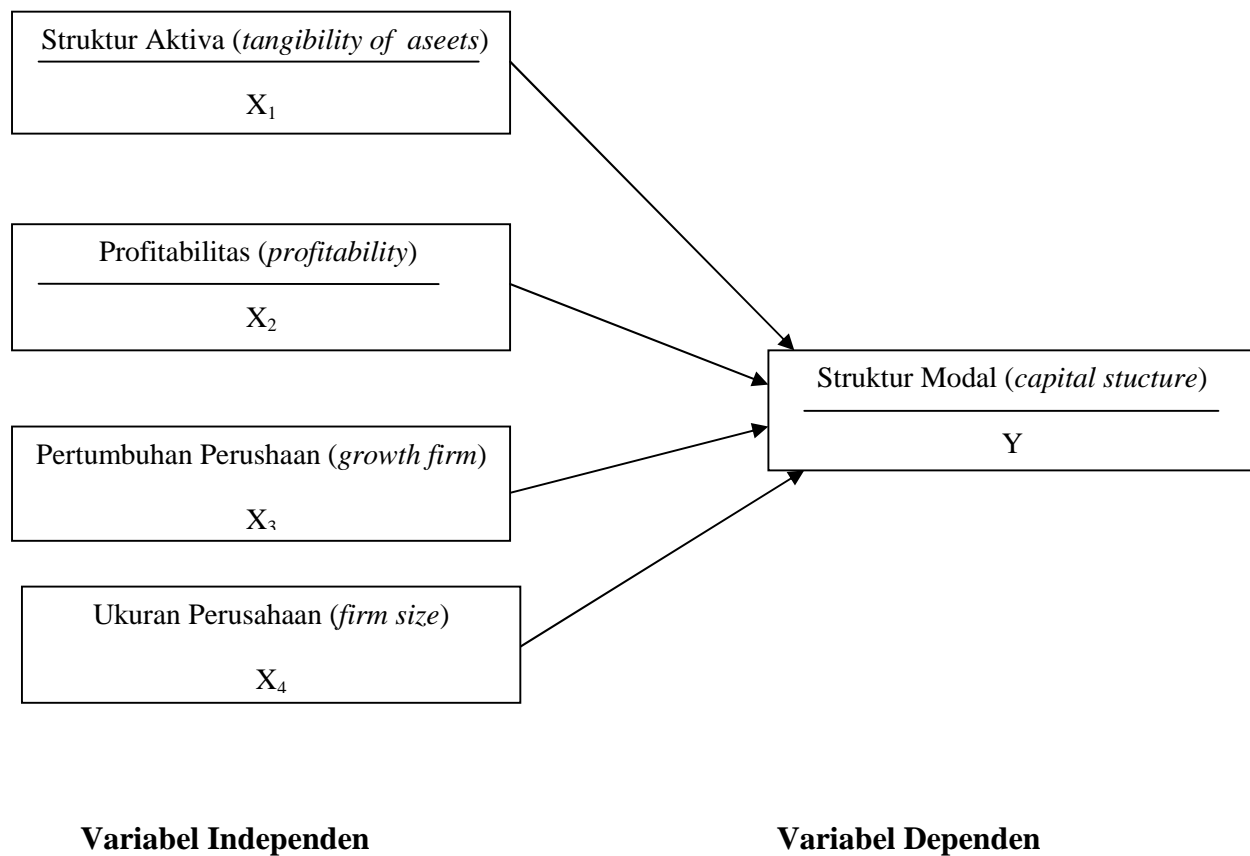 Struktur Aktiva (tangibility of aseets)
X₁
Profitabilitas (profitability)
X₂
Struktur Modal (capital stucture)
Y
Pertumbuhan Perushaan (growth firm)
X₃
Ukuran Perusahaan (firm size)
X₄
Variabel Independen
Variabel Dependen